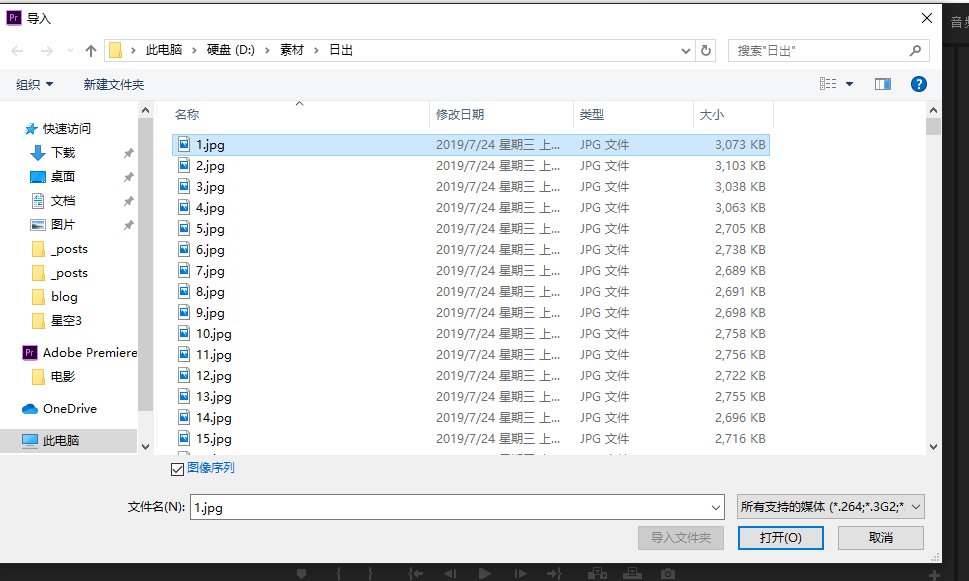 Pr 导入
音频
此电脑 › 硬盘 (D:) › 素材 › 日出
搜索"日出"
组织 新建文件夹
名称 修改日期 类型 大小
快速访问
下载
桌面
文档
图片
_posts
_posts
blog
星空3
Pr Adobe Premiere
电影
OneDrive
此电脑
1.jpg 2019/7/24 星期三 上... JPG 文件 3,073 KB
2.jpg 2019/7/24 星期三 上... JPG 文件 3,103 KB
3.jpg 2019/7/24 星期三 上... JPG 文件 3,038 KB
4.jpg 2019/7/24 星期三 上... JPG 文件 3,063 KB
5.jpg 2019/7/24 星期三 上... JPG 文件 2,705 KB
6.jpg 2019/7/24 星期三 上... JPG 文件 2,738 KB
7.jpg 2019/7/24 星期三 上... JPG 文件 2,689 KB
8.jpg 2019/7/24 星期三 上... JPG 文件 2,691 KB
9.jpg 2019/7/24 星期三 上... JPG 文件 2,698 KB
10.jpg 2019/7/24 星期三 上... JPG 文件 2,758 KB
11.jpg 2019/7/24 星期三 上... JPG 文件 2,756 KB
12.jpg 2019/7/24 星期三 上... JPG 文件 2,722 KB
13.jpg 2019/7/24 星期三 上... JPG 文件 2,755 KB
14.jpg 2019/7/24 星期三 上... JPG 文件 2,696 KB
15.jpg 2019/7/24 星期三 上... JPG 文件 2,716 KB
图像序列
文件名(N): 1.jpg 所有支持的媒体 (*.264;*.3G2;*.
导入文件夹 打开(O) 取消